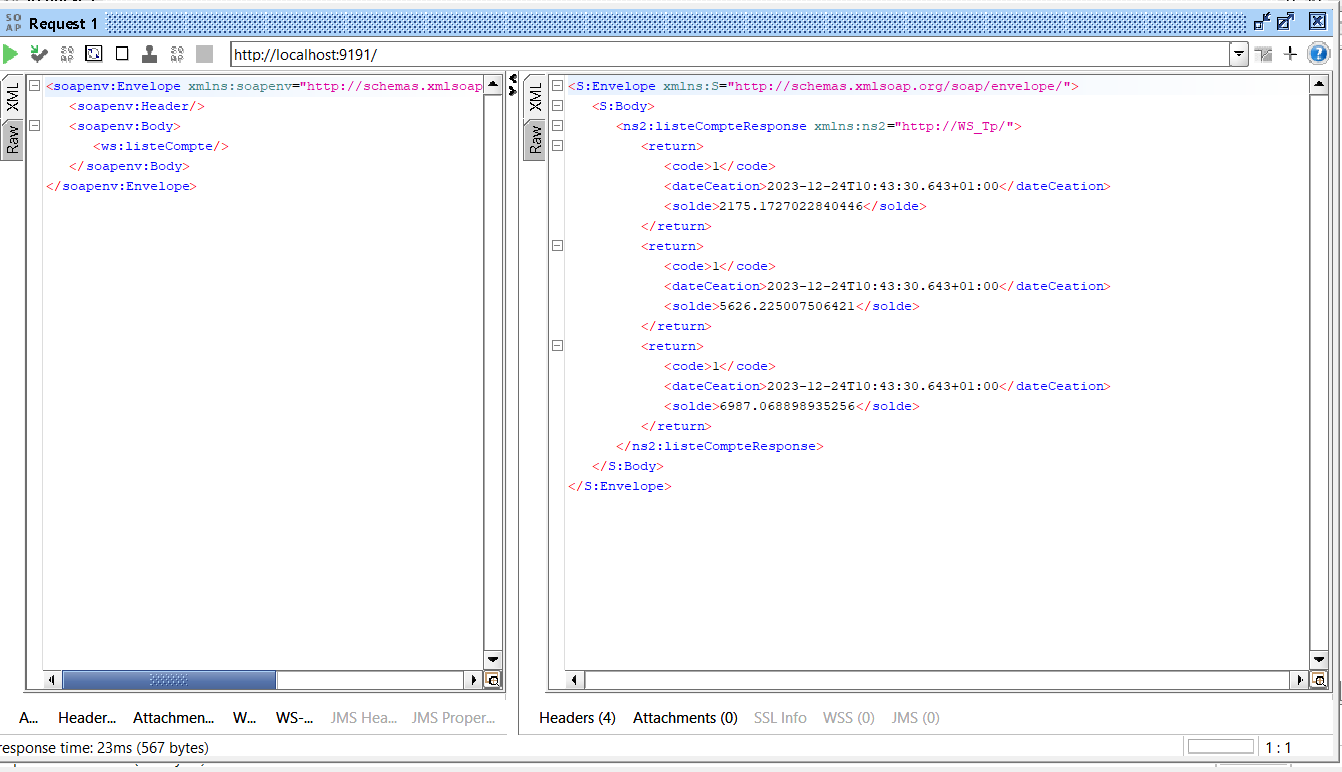 SO AP Request 1
http://localhost:9191/
XML
Raw
<soapenv:Envelope xmlns:soapenv="http://schemas.xmlsoap
<soapenv:Header/>
<soapenv:Body>
<ws:listeCompte/>
</soapenv:Body>
</soapenv:Envelope>
A... Header... Attachmen... W... WS-... JMS Hea... JMS Proper...
XML
Raw
<S:Envelope xmlns:S="http://schemas.xmlsoap.org/soap/envelope/">
<S:Body>
<ns2:listeCompteResponse xmlns:ns2="http://WS_Tp/">
<return>
<code>1</code>
<dateCeation>2023-12-24T10:43:30.643+01:00</dateCeation>
<solde>2175.1727022840446</solde>
</return>
<return>
<code>1</code>
<dateCeation>2023-12-24T10:43:30.643+01:00</dateCeation>
<solde>5626.225007506421</solde>
</return>
<return>
<code>1</code>
<dateCeation>2023-12-24T10:43:30.643+01:00</dateCeation>
<solde>6987.068898935256</solde>
</return>
</ns2:listeCompteResponse>
</S:Body>
</S:Envelope>
Headers (4) Attachments (0) SSL Info WSS (0) JMS (0)
response time: 23ms (567 bytes)
1 : 1